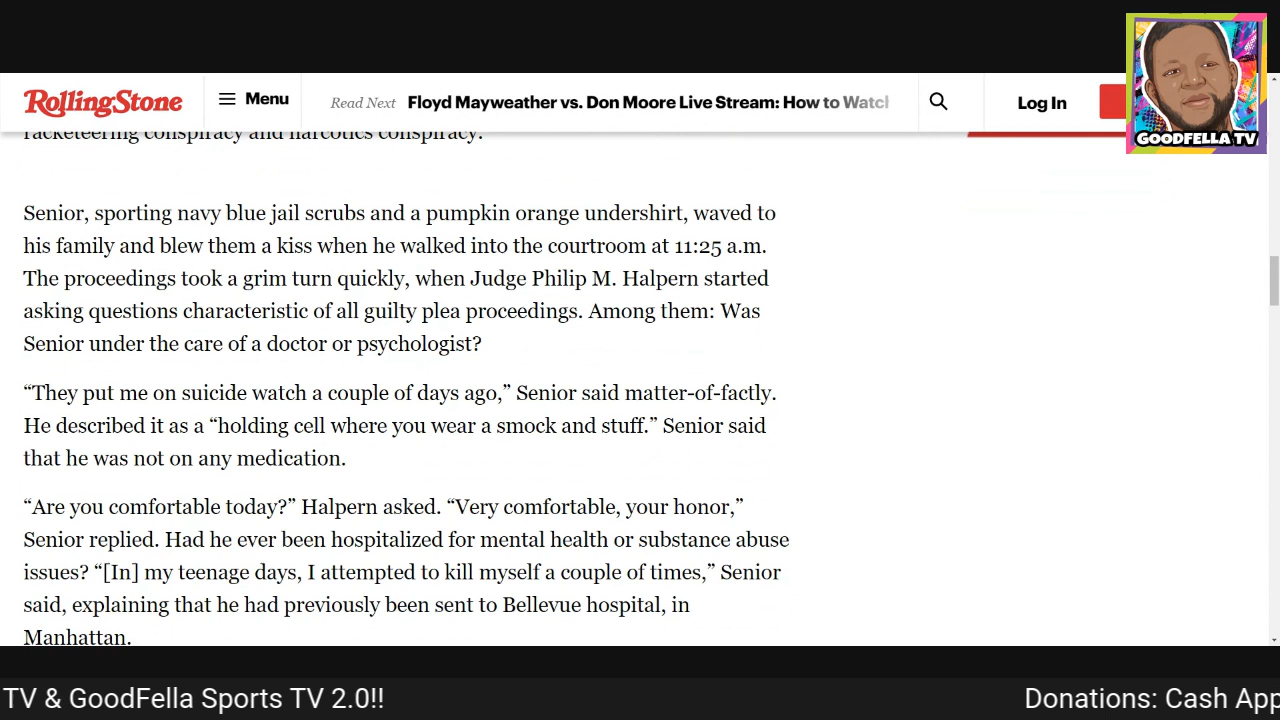 RollingStone
Menu
Read Next Floyd Mayweather vs. Don Moore Live Stream: How to Watch
Log In
GOODFELLA TV
racketeering conspiracy and narcotics conspiracy.
Senior, sporting navy blue jail scrubs and a pumpkin orange undershirt, waved to
his family and blew them a kiss when he walked into the courtroom at 11:25 a.m.
The proceedings took a grim turn quickly, when Judge Philip M. Halpern started
asking questions characteristic of all guilty plea proceedings. Among them: Was
Senior under the care of a doctor or psychologist?
“They put me on suicide watch a couple of days ago,” Senior said matter-of-factly.
He described it as a “holding cell where you wear a smock and stuff.” Senior said
that he was not on any medication.
“Are you comfortable today?” Halpern asked. “Very comfortable, your honor,”
Senior replied. Had he ever been hospitalized for mental health or substance abuse
issues? “[In] my teenage days, I attempted to kill myself a couple of times,” Senior
said, explaining that he had previously been sent to Bellevue hospital, in
Manhattan.
TV & GoodFella Sports TV 2.0!!
Donations: Cash App